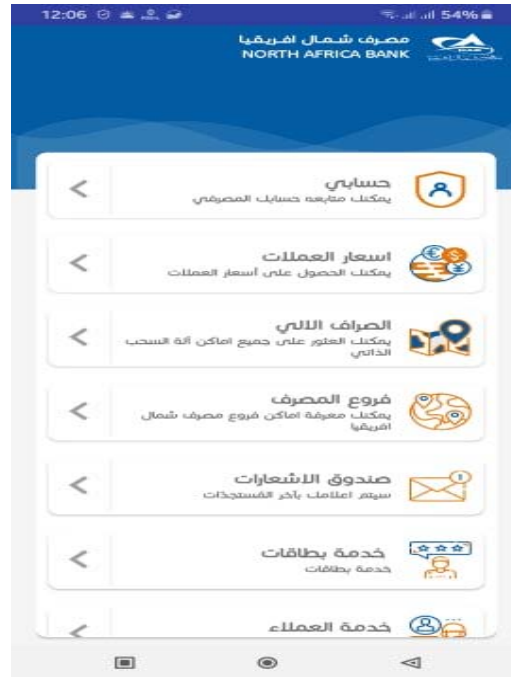 12:06
54%
مصرف شمال افريقيا
NORTH AFRICA BANK
حسابي
يمكنك متابعه حسابك المصرفي
اسعار العملات
يمكنك الحصول على أسعار العملات
الصراف الالي
يمكنك العثور على جميع اماكن ألة السحب
الذاتي
فروع المصرف
يمكنك معرفة اماكن فروع مصرف شمال
افريقيا
صندوق الاشعارات
سيتم اعلامك بآخر المستجدات
خدمة بطاقات
خدمة بطاقات
خدمة العملاء